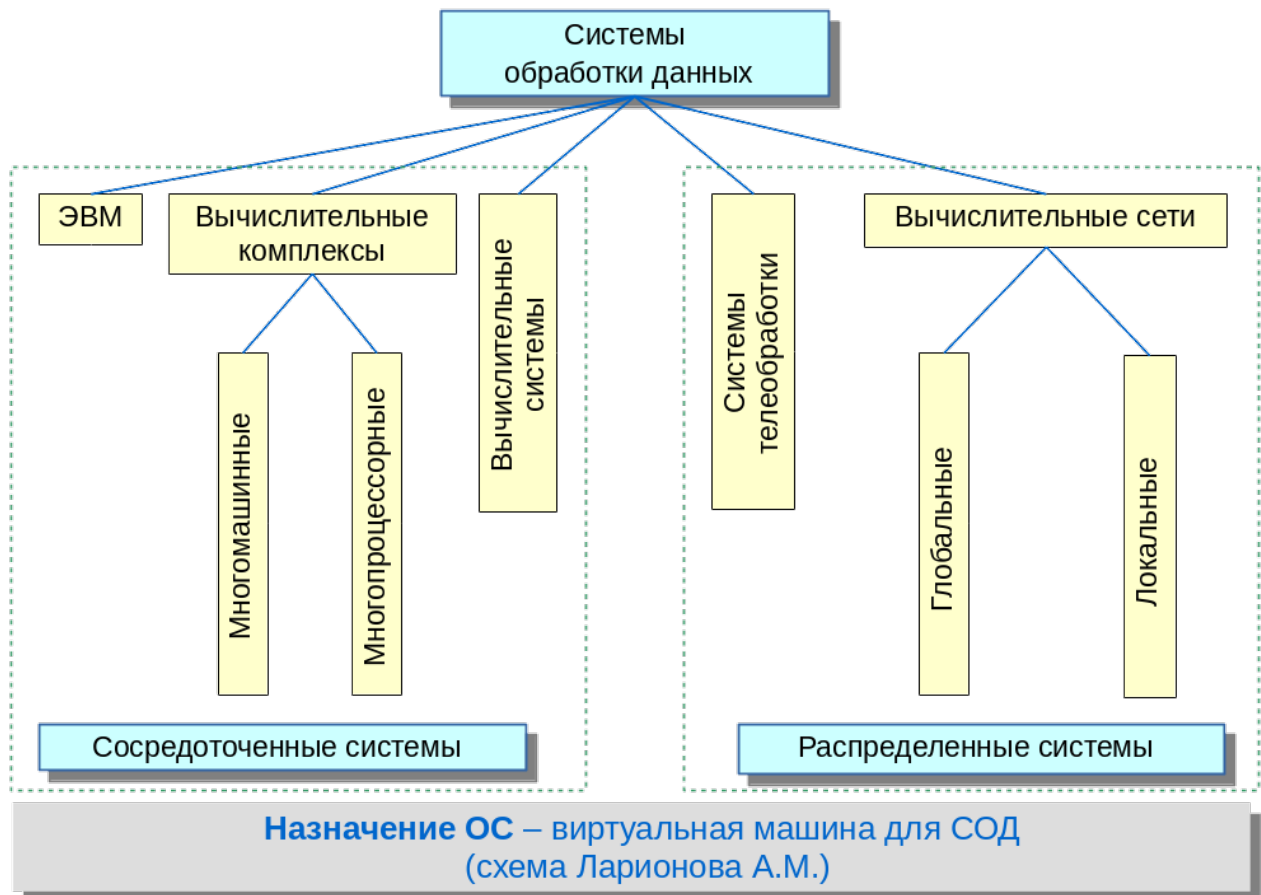 Системы
обработки данных
ЭВМ
Вычислительные
комплексы
Вычислительные
системы
Системы
телеобработки
Вычислительные сети
Многомашинные
Многопроцессорные
Глобальные
Локальные
Сосредоточенные системы
Распределенные системы
Назначение ОС – виртуальная машина для СОД
(схема Ларионова А.М.)